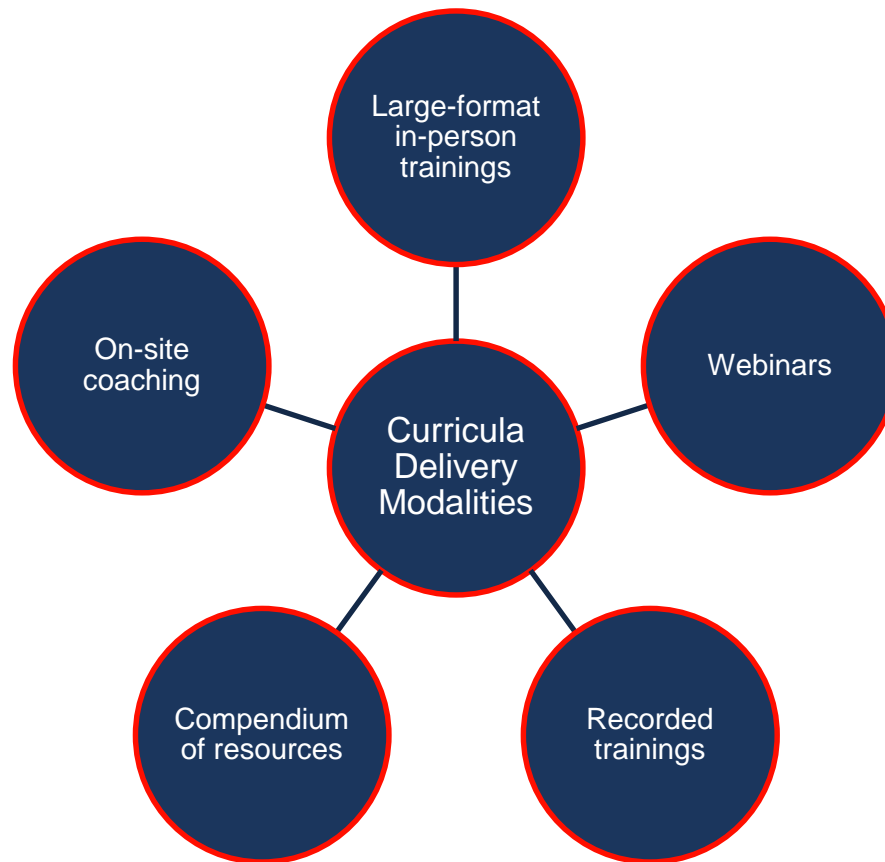 Large-format
in-person
trainings
On-site
coaching
Webinars
Curricula
Delivery
Modalities
Compendium
of resources
Recorded
trainings